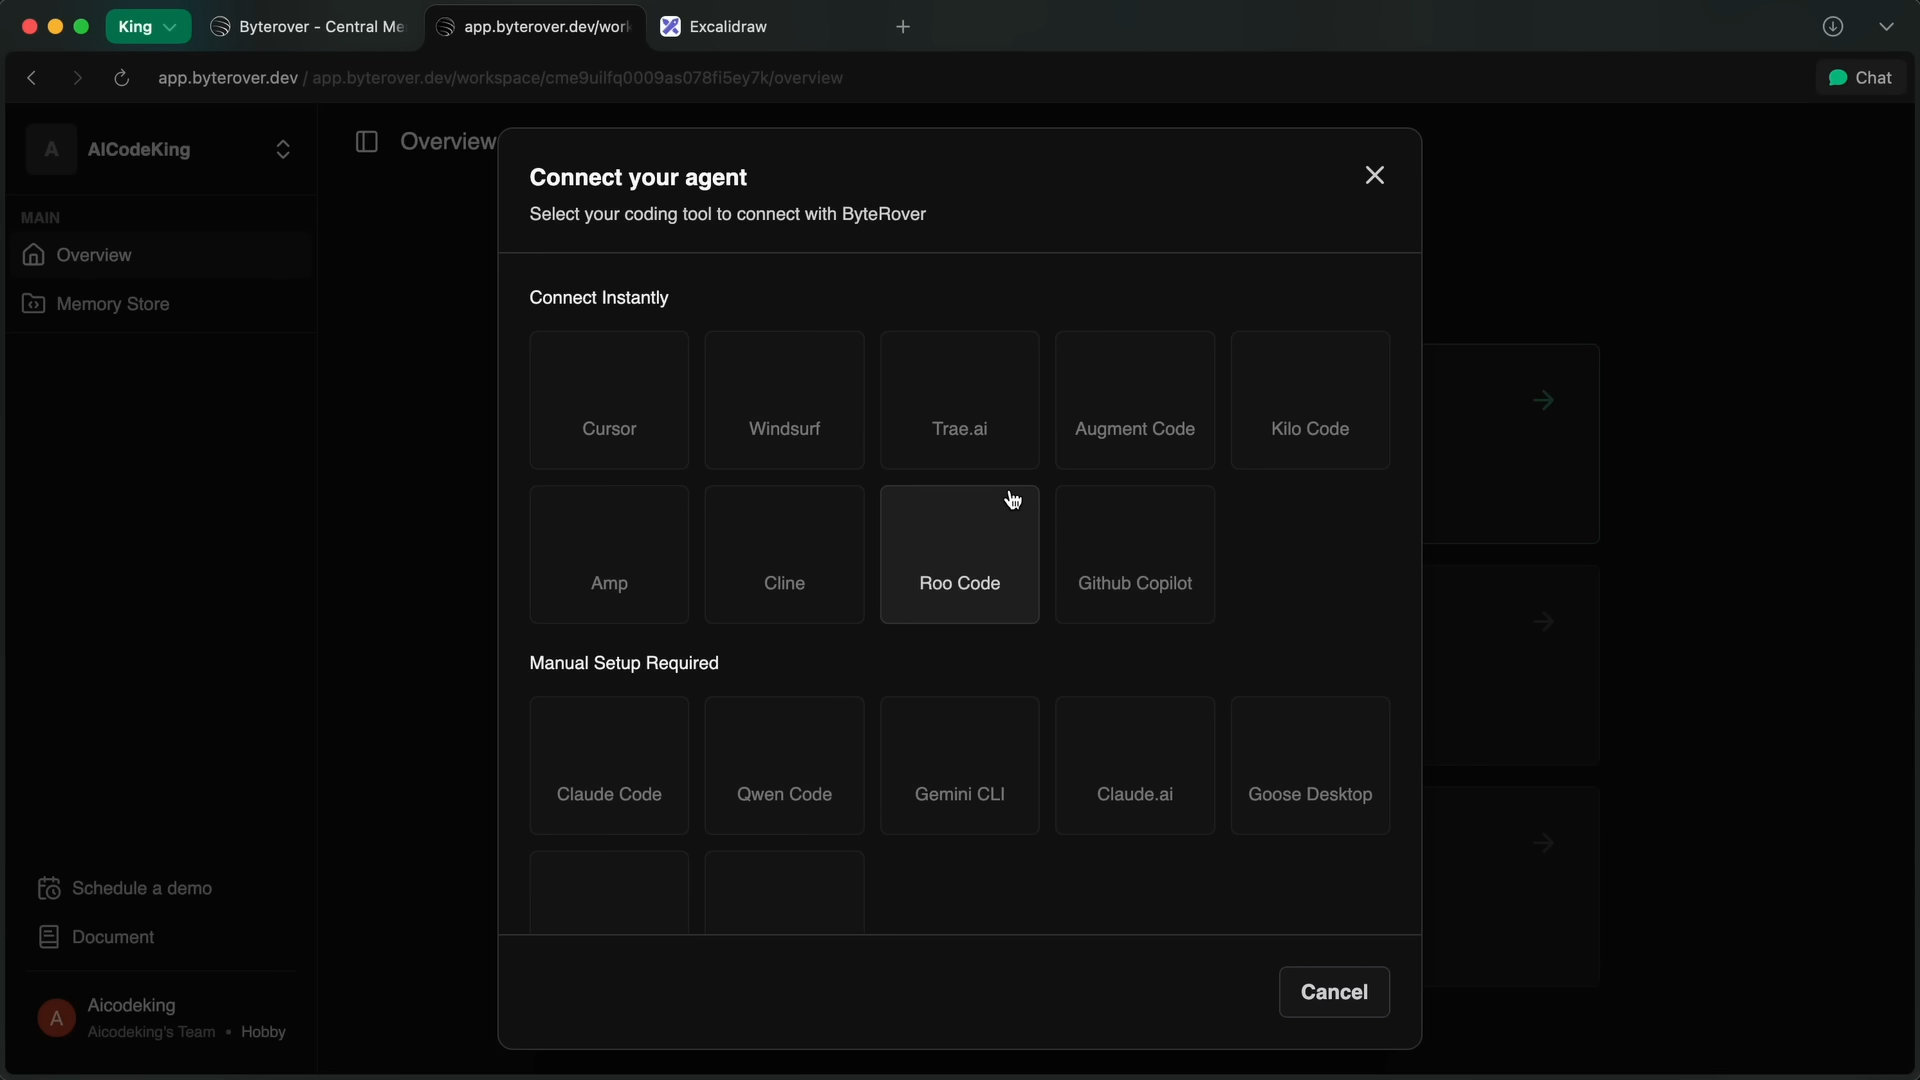 King
Byterover - Central Me
app.byterover.dev/work
Excalidraw
app.byterover.dev / app.byterover.dev/workspace/cme9uilfq0009as078fi5ey7k/overview
Chat
A
AICodeKing
Overview
MAIN
Overview
Memory Store
Connect your agent
Select your coding tool to connect with ByteRover
Connect Instantly
Cursor
Windsurf
Trae.ai
Augment Code
Kilo Code
Amp
Cline
Roo Code
Github Copilot
Manual Setup Required
Claude Code
Qwen Code
Gemini CLI
Claude.ai
Goose Desktop
Cancel
Schedule a demo
Document
A
Aicodeking
Aicodeking's Team • Hobby